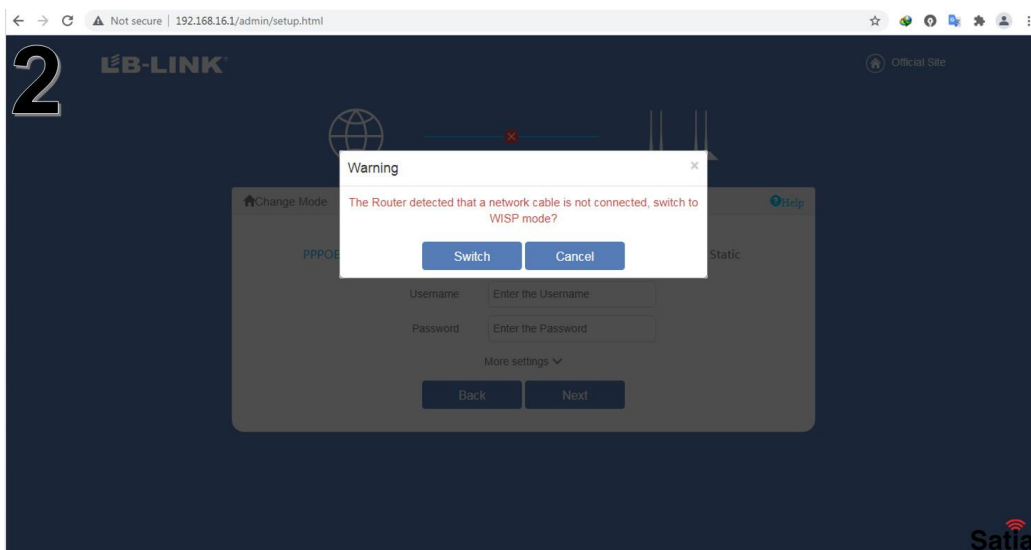 Not secure | 192.168.16.1/admin/setup.html
2
LB-LINK®
Official Site
Warning
The Router detected that a network cable is not connected, switch to
WISP mode?
Switch Cancel
Change Mode
Help
Static
Username Enter the Username
Password Enter the Password
More settings
Back Next
Satia